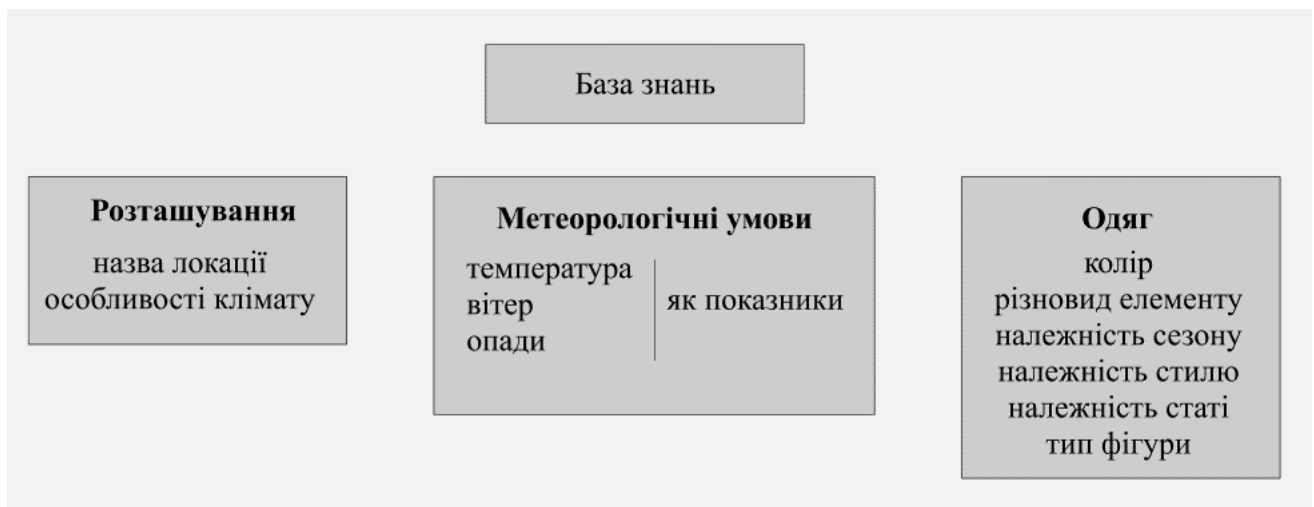 База знань
Розташування
назва локації
особливості клімату
Метеорологічні умови
температура
вітер
опади
як показники
Одяг
колір
різновид елементу
належність сезону
належність стилю
належність статі
тип фігури